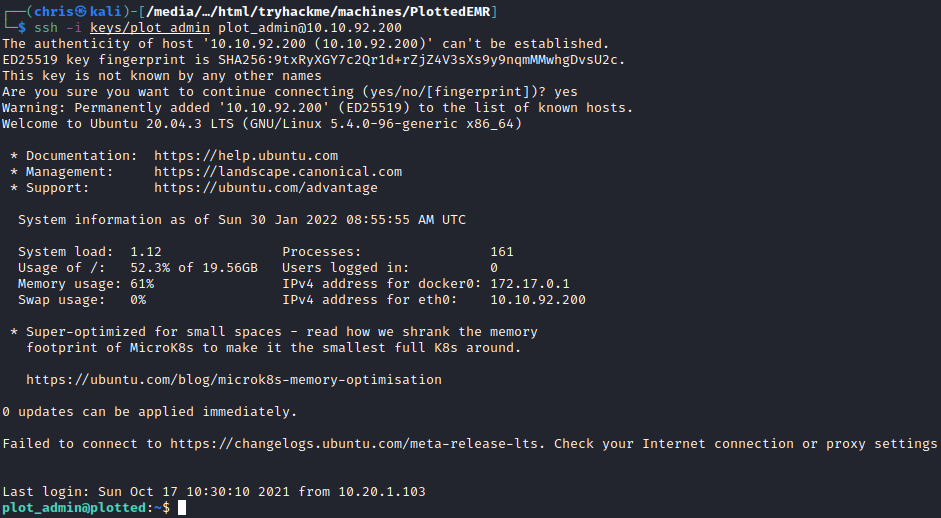 ┌──(chris㉿kali)-[/media/…/html/tryhackme/machines/PlottedEMR]
└─$ ssh -i keys/plot_admin plot_admin@10.10.92.200
The authenticity of host '10.10.92.200 (10.10.92.200)' can't be established.
ED25519 key fingerprint is SHA256:9txRyXGY7c2Qr1d+rZjZ4V3sXs9y9nqmMMwhgDvsU2c.
This key is not known by any other names
Are you sure you want to continue connecting (yes/no/[fingerprint])? yes
Warning: Permanently added '10.10.92.200' (ED25519) to the list of known hosts.
Welcome to Ubuntu 20.04.3 LTS (GNU/Linux 5.4.0-96-generic x86_64)
* Documentation:  https://help.ubuntu.com
* Management:     https://landscape.canonical.com
* Support:        https://ubuntu.com/advantage
System information as of Sun 30 Jan 2022 08:55:55 AM UTC
System load:  1.12               Processes:                161
Usage of /:   52.3% of 19.56GB   Users logged in:          0
Memory usage: 61%                IPv4 address for docker0: 172.17.0.1
Swap usage:   0%                 IPv4 address for eth0:    10.10.92.200
* Super-optimized for small spaces - read how we shrank the memory
footprint of MicroK8s to make it the smallest full K8s around.
https://ubuntu.com/blog/microk8s-memory-optimisation
0 updates can be applied immediately.
Failed to connect to https://changelogs.ubuntu.com/meta-release-lts. Check your Internet connection or proxy settings
Last login: Sun Oct 17 10:30:10 2021 from 10.20.1.103
plot_admin@plotted:~$